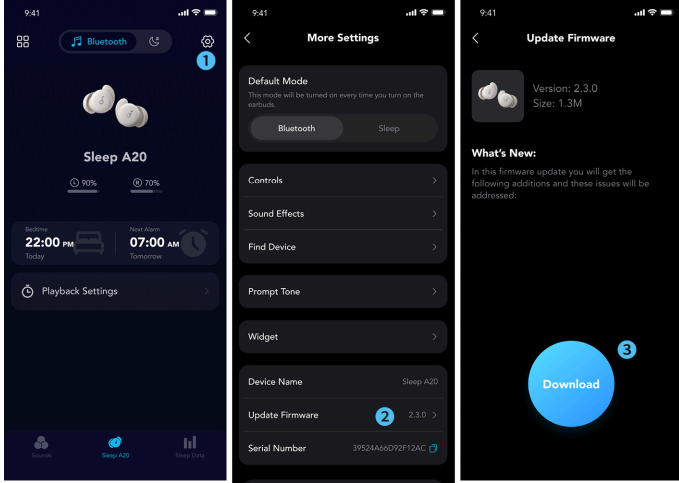 9:41
Bluetooth
1
Sleep A20
L 90%
R 70%
Bedtime
22:00 PM
Today
Next Alarm
07:00 AM
Tomorrow
Playback Settings
Sounds
Sleep A20
Sleep Data
9:41
More Settings
Default Mode
This mode will be turned on every time you turn on the
earbuds.
Bluetooth
Sleep
Controls
Sound Effects
Find Device
Prompt Tone
Widget
Device Name
Sleep A20
Update Firmware
2
2.3.0
Serial Number
39524A66D92F12AC
9:41
Update Firmware
Version: 2.3.0
Size: 1.3M
What's New:
In this firmware update you will get the
following additions and these issues will be
addressed:
3
Download